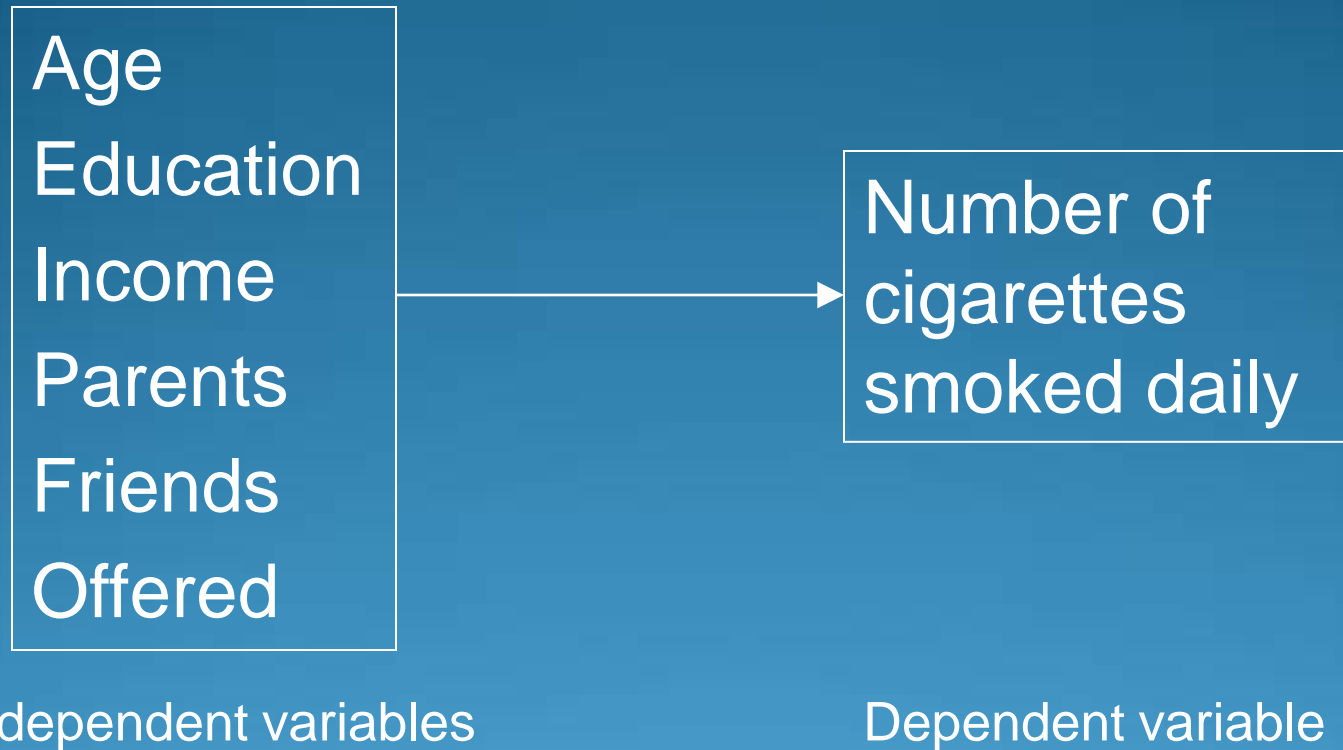 Age
Education
Income
Parents
Friends
Offered
Number of
cigarettes
smoked daily
dependent variables
Dependent variable